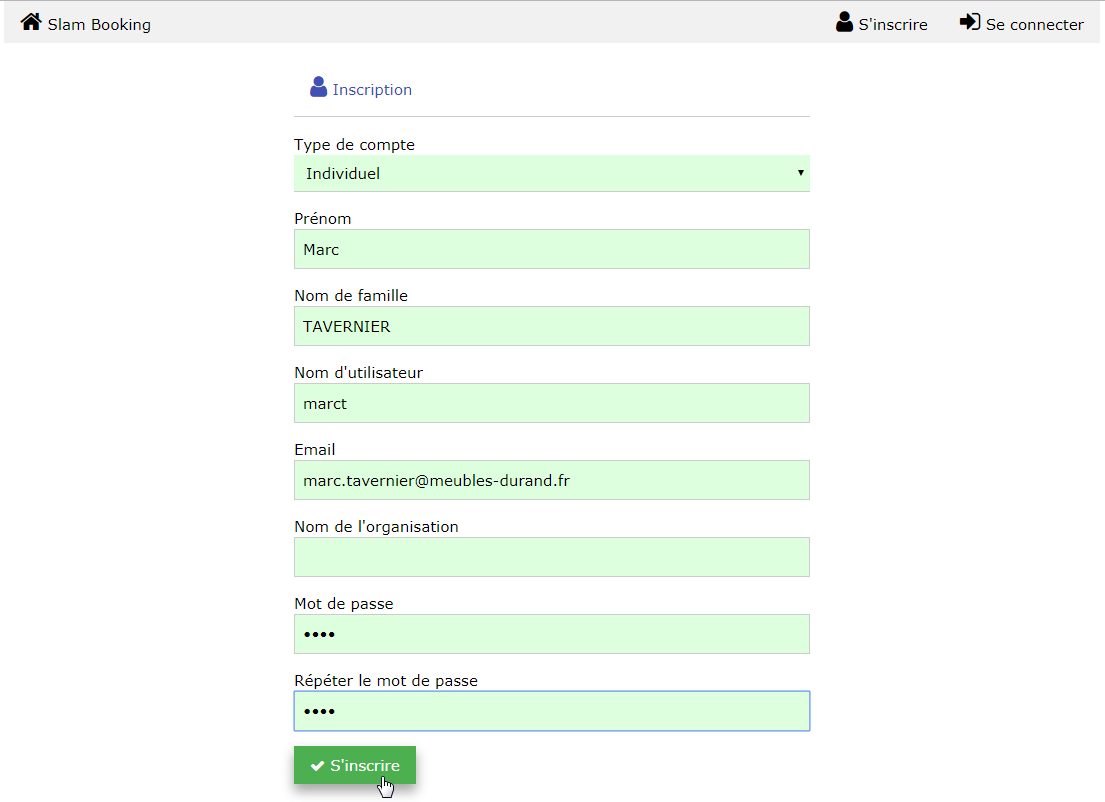 Slam Booking S'inscrire Se connecter
Inscription
Type de compte
Individuel
Prénom
Marc
Nom de famille
TAVERNIER
Nom d'utilisateur
marct
Email
marc.tavernier@meubles-durand.fr
Nom de l'organisation
Mot de passe
••••
Répéter le mot de passe
••••
S'inscrire